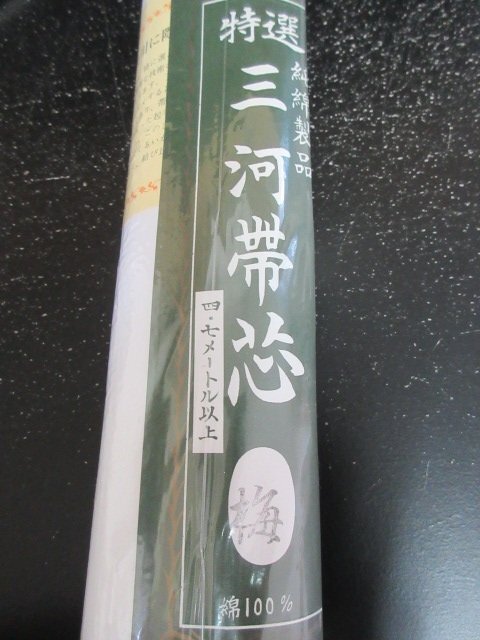 特選
純綿製品
三河帯芯
四・七メートル以上
梅
綿100%